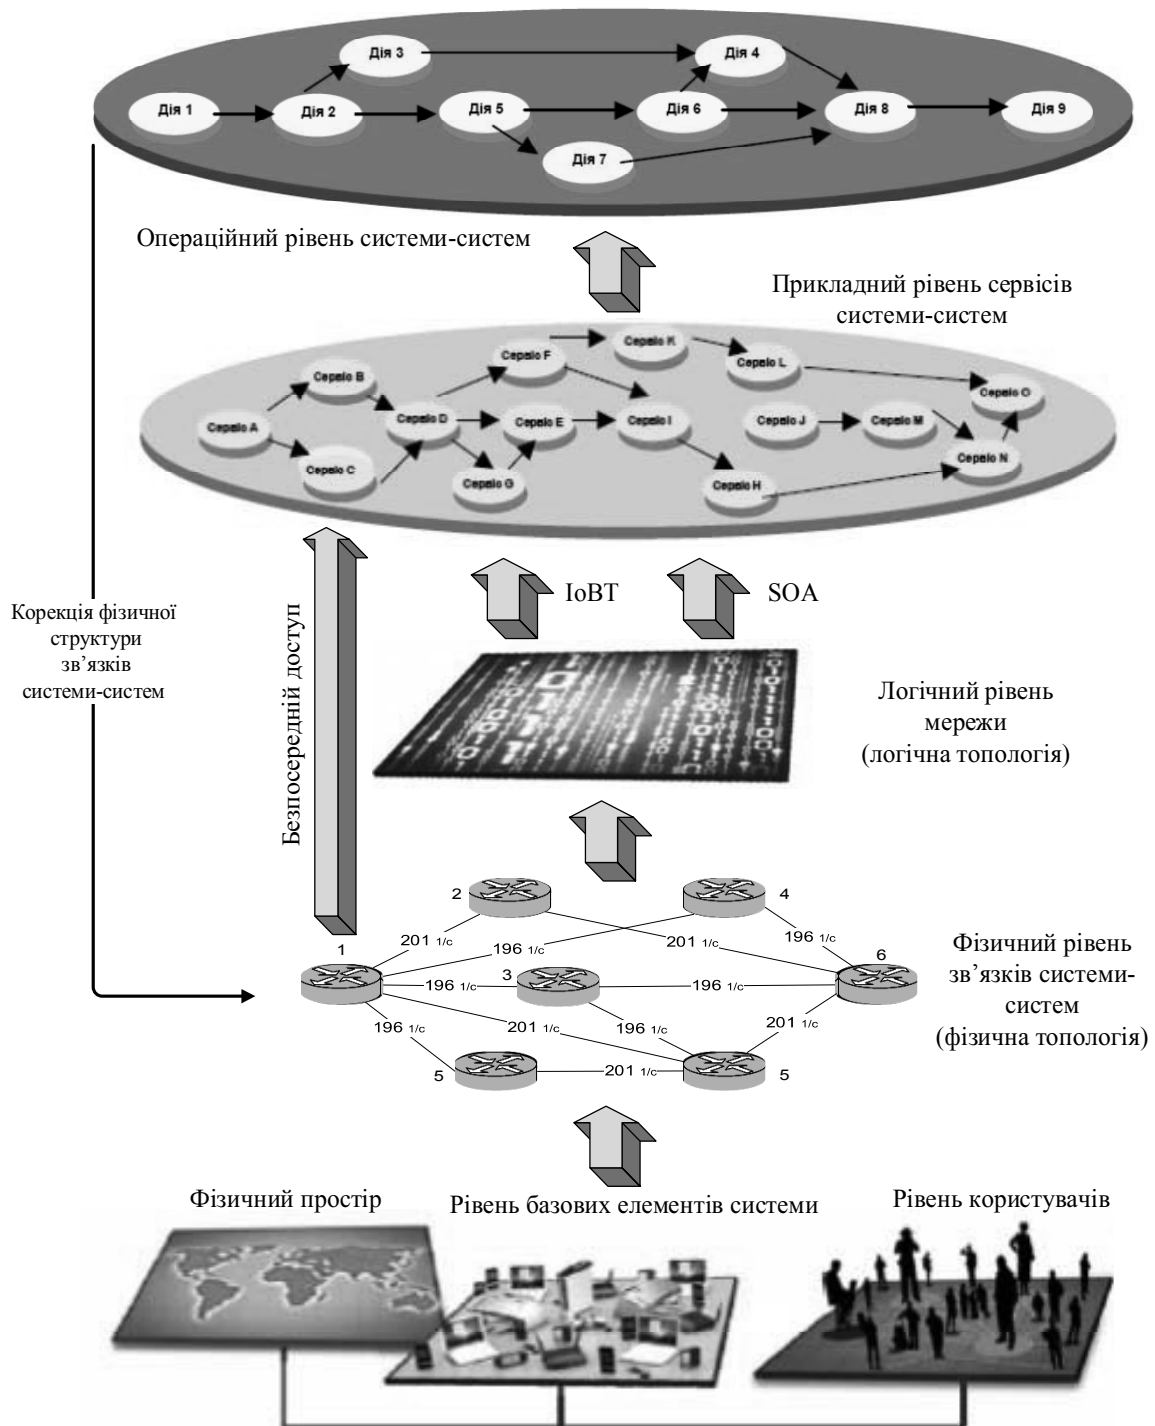 Дія 3
Дія 4
Дія 1
Дія 2
Дія 5
Дія 6
Дія 8
Дія 9
Дія 7
Операційний рівень системи-систем
Прикладний рівень сервісів
системи-систем
Сервіс K
Сервіс F
Сервіс L
Сервіс B
Сервіс O
Сервіс A
Сервіс D
Сервіс E
Сервіс I
Сервіс J
Сервіс M
Сервіс C
Сервіс G
Сервіс H
Сервіс N
IoBT
SOA
Корекція фізичної
структури
зв’язків
системи-систем
Безпосередній доступ
Логічний рівень
мережи
(логічна топологія)
2
4
1
201 1/с
196 1/с
201 1/с
196 1/с
6
3
196 1/с
196 1/с
Фізичний рівень
зв’язків системи-
систем
(фізична топологія)
196 1/с
201 1/с
196 1/с
201 1/с
5
201 1/с
5
Фізичний простір
Рівень базових елементів системи
Рівень користувачів